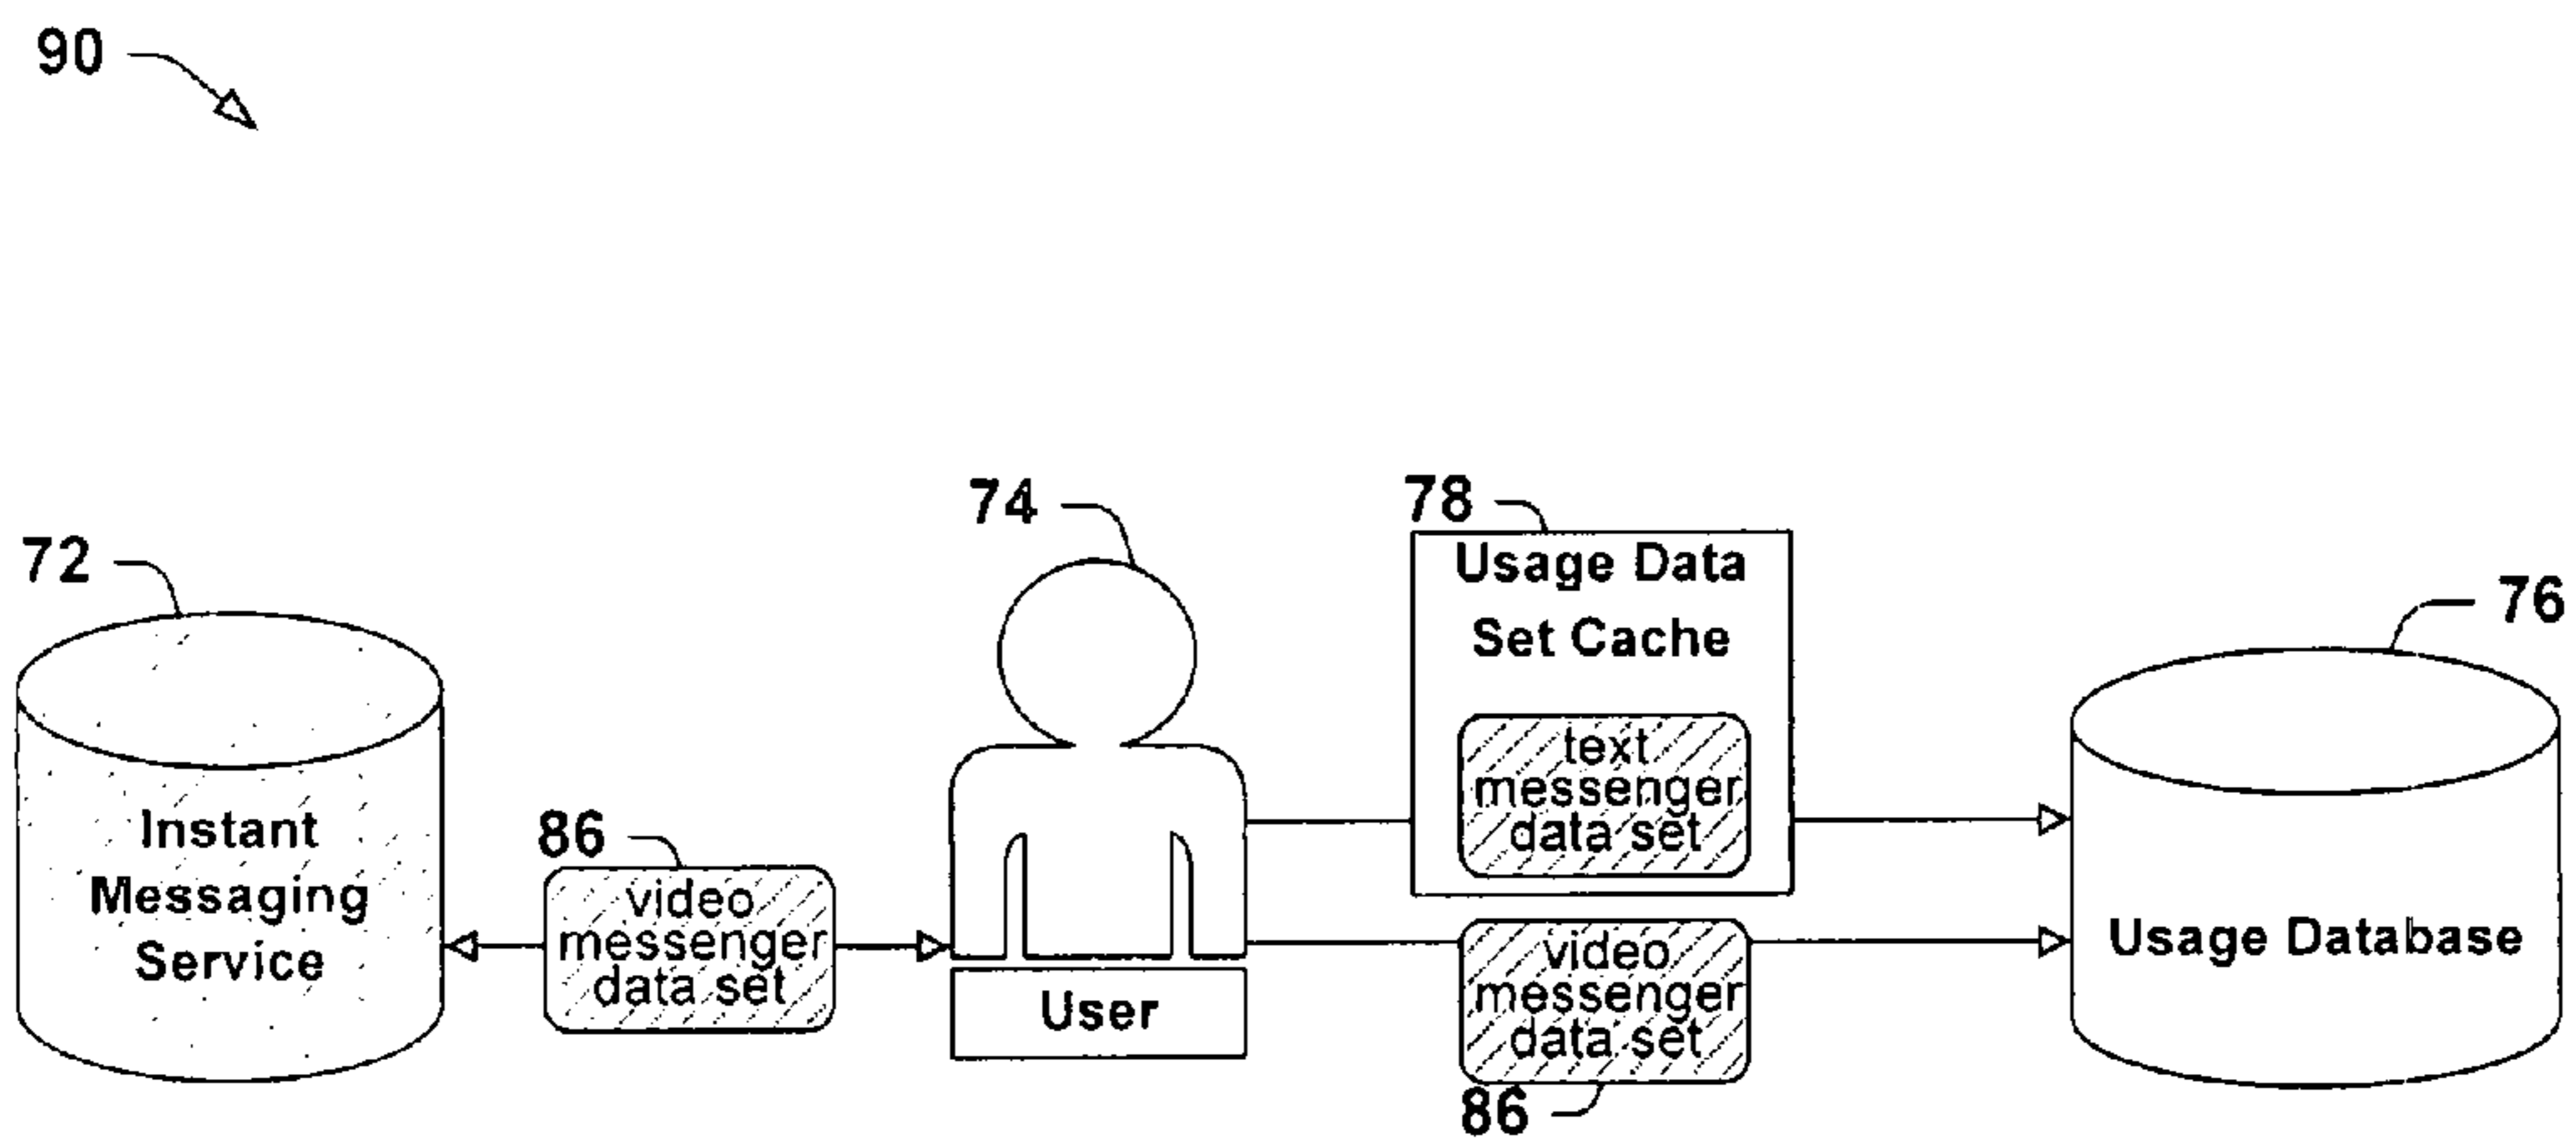 90
72
Instant
Messaging
Service
86
video
messenger
data set
74
User
78
Usage Data
Set Cache
text
messenger
data set
video
messenger
data set
86
76
Usage Database